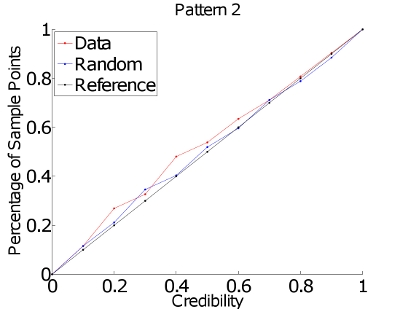 Pattern 2
Percentage of Sample Points
1
0.8
0.6
0.4
0.2
0
Data
Random
Reference
0 0.2 0.4 0.6 0.8 1
Credibility